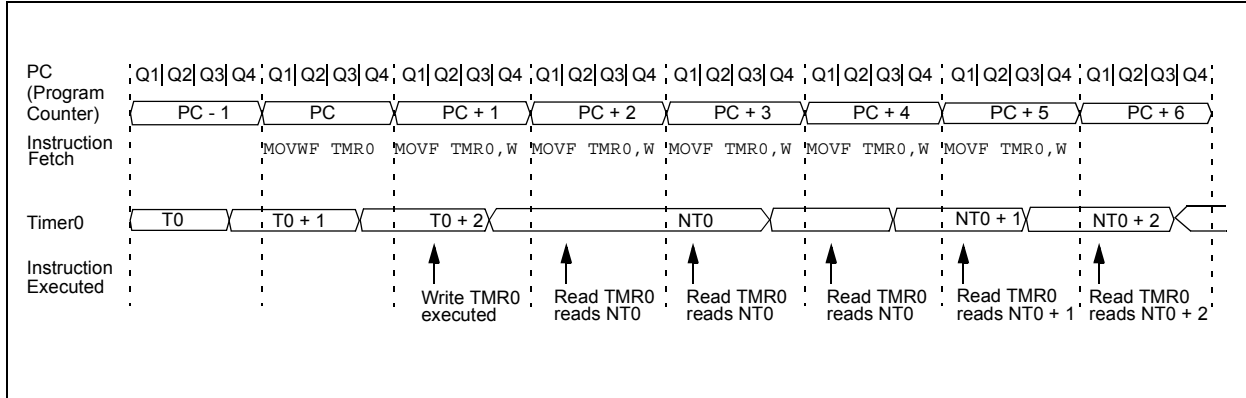 PC
(Program
Counter)
Q1 Q2 Q3 Q4 Q1 Q2 Q3 Q4 Q1 Q2 Q3 Q4 Q1 Q2 Q3 Q4 Q1 Q2 Q3 Q4 Q1 Q2 Q3 Q4 Q1 Q2 Q3 Q4 Q1 Q2 Q3 Q4
PC - 1 PC PC + 1 PC + 2 PC + 3 PC + 4 PC + 5 PC + 6
Instruction
Fetch
MOVWF TMR0 MOVF TMR0,W MOVF TMR0,W MOVF TMR0,W MOVF TMR0,W MOVF TMR0,W
Timer0
T0 T0 + 1 T0 + 2 NT0 NT0 + 1 NT0 + 2
Instruction
Executed
Write TMR0
executed
Read TMR0
reads NT0
Read TMR0
reads NT0
Read TMR0
reads NT0
Read TMR0
reads NT0 + 1
Read TMR0
reads NT0 + 2